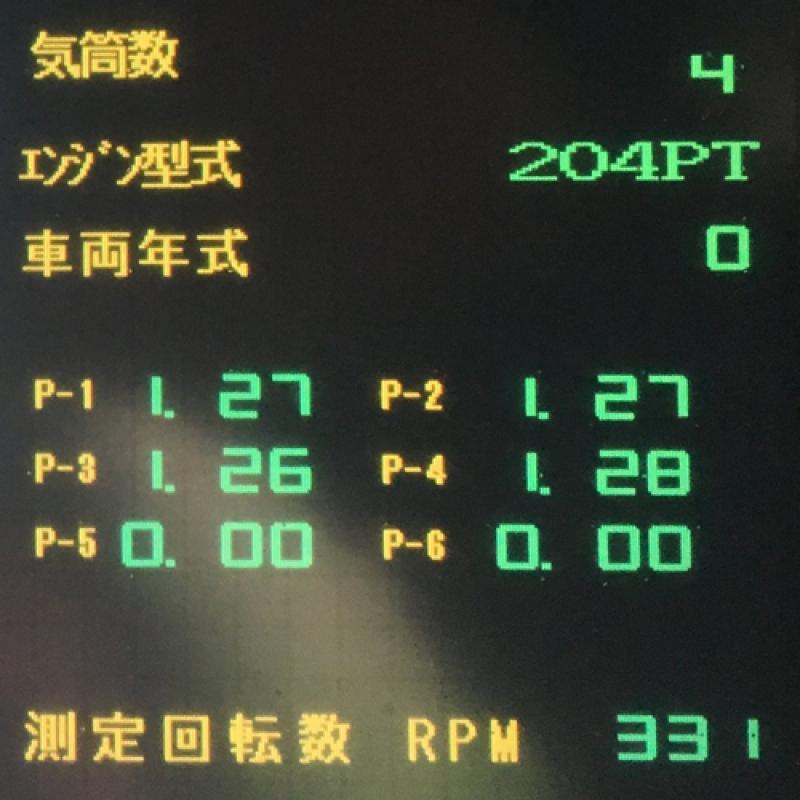 気筒数 4
エンジン型式 204PT
車両年式 0
P-1 1.27 P-2 1.27
P-3 1.26 P-4 1.28
P-5 0.00 P-6 0.00
測定回転数 RPM 331